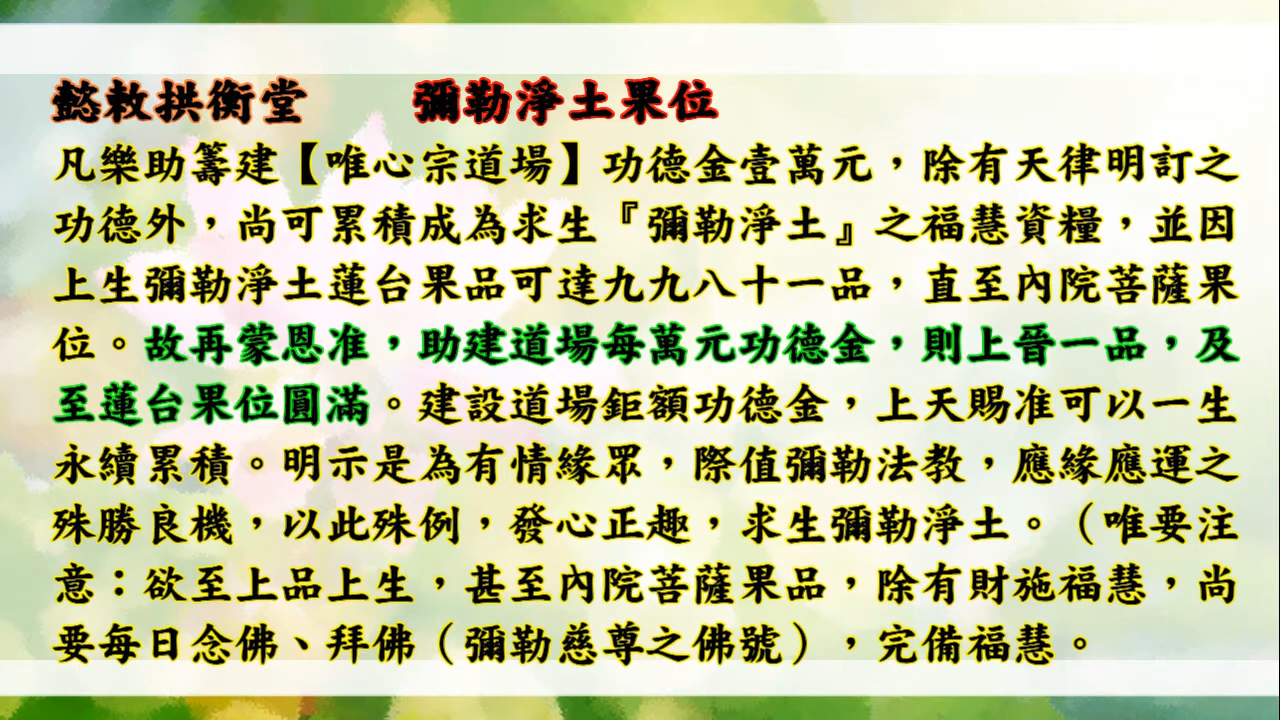 懿敕拱衡堂 彌勒淨土果位
凡樂助籌建【唯心宗道場】功德金壹萬元，除有天律明訂之
功德外，尚可累積成為求生『彌勒淨土』之福慧資糧，並因
上生彌勒淨土蓮台果品可達九九八十一品，直至內院菩薩果
位。故再蒙恩准，助建道場每萬元功德金，則上晉一品，及
至蓮台果位圓滿。建設道場鉅額功德金，上天賜准可以一生
永續累積。明示是為有情緣眾，際值彌勒法教，應緣應運之
殊勝良機，以此殊例，發心正趣，求生彌勒淨土。（唯要注
意：欲至上品上生，甚至內院菩薩果品，除有財施福慧，尚
要每日念佛、拜佛（彌勒慈尊之佛號），完備福慧。